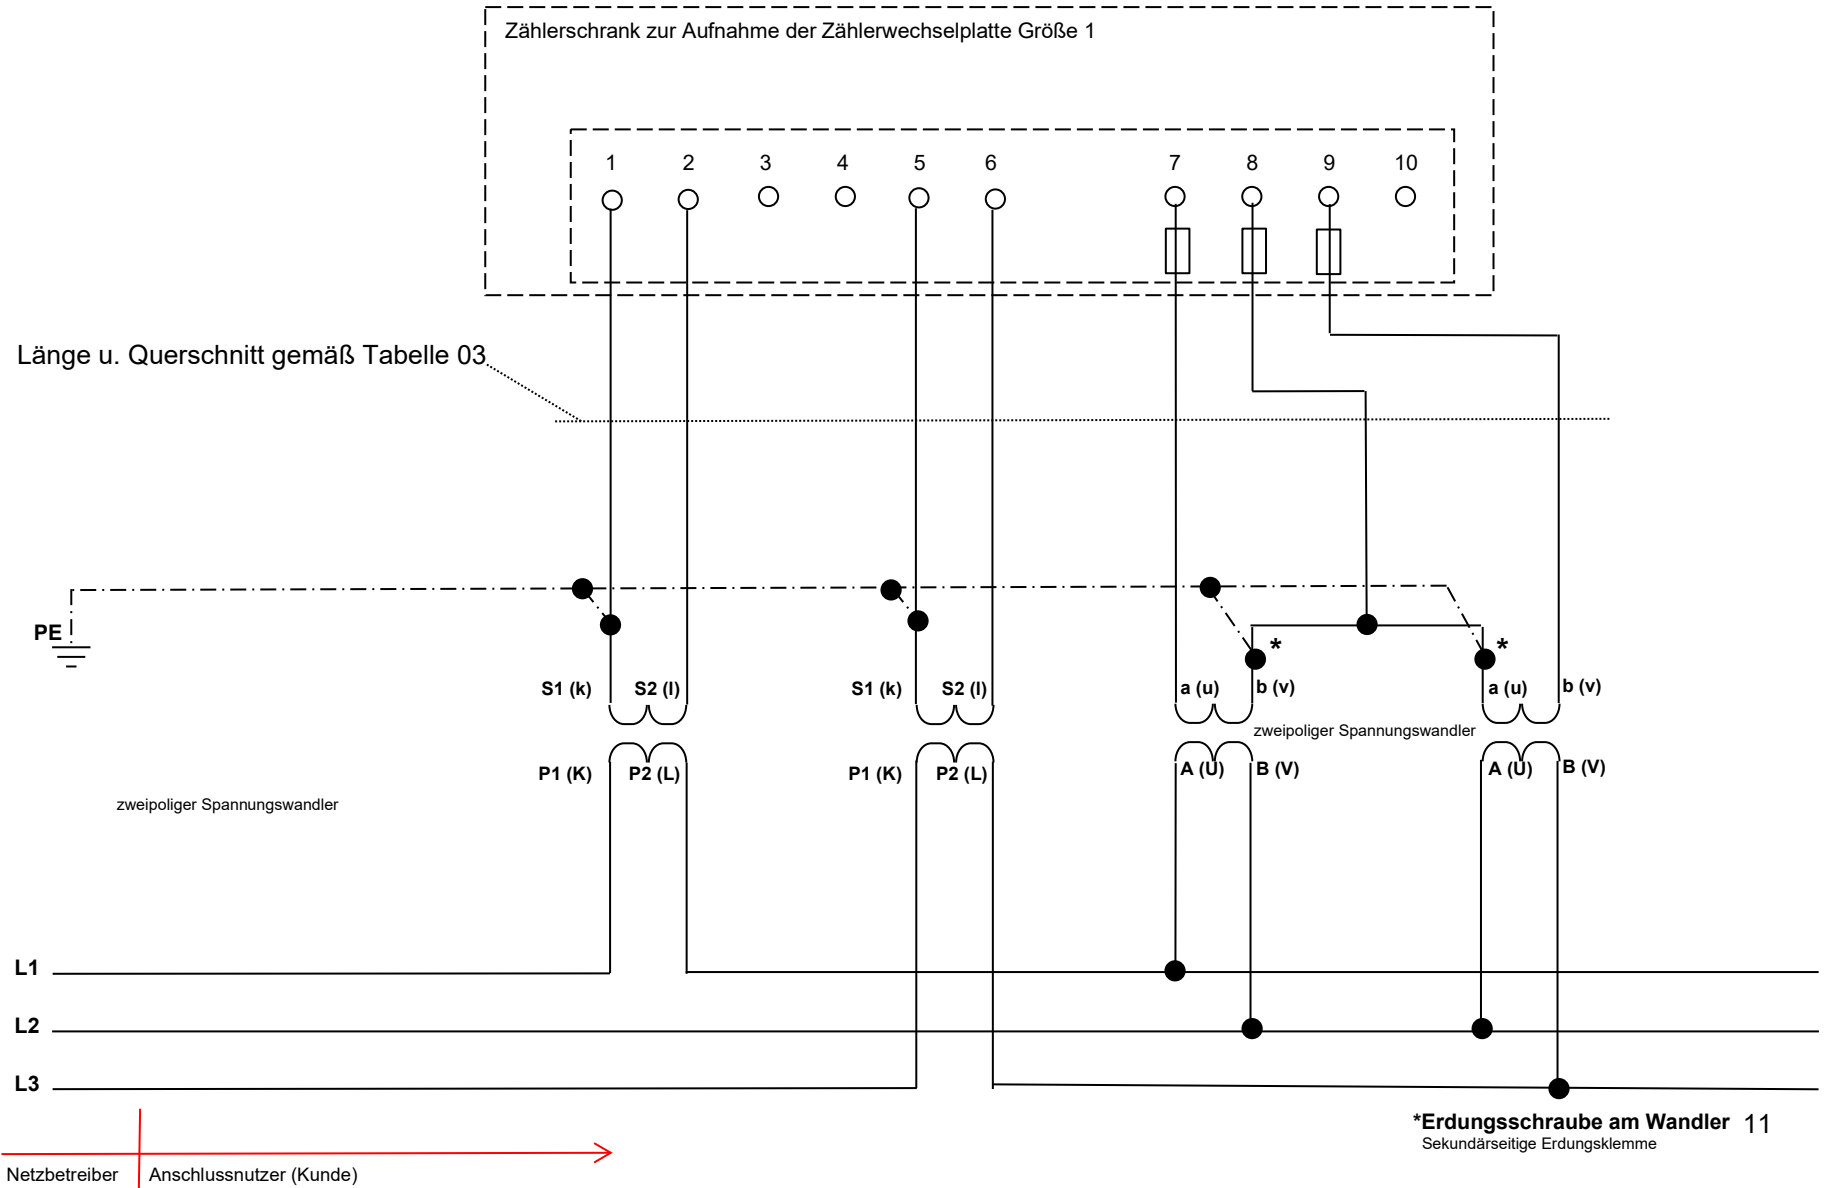 Zählerschrank zur Aufnahme der Zählerwechselplatte Größe 1
1 2 3 4 5 6 7 8 9 10
Länge u. Querschnitt gemäß Tabelle 03
PE
* *
S1 (k) S2 (l) S1 (k) S2 (l) a (u) b (v) a (u) b (v)
zweipoliger Spannungswandler
P1 (K) P2 (L) P1 (K) P2 (L) A (U) B (V) A (U) B (V)
zweipoliger Spannungswandler
L1
L2
L3
*Erdungsschraube am Wandler 11
Sekundärseitige Erdungsklemme
Netzbetreiber Anschlussnutzer (Kunde)